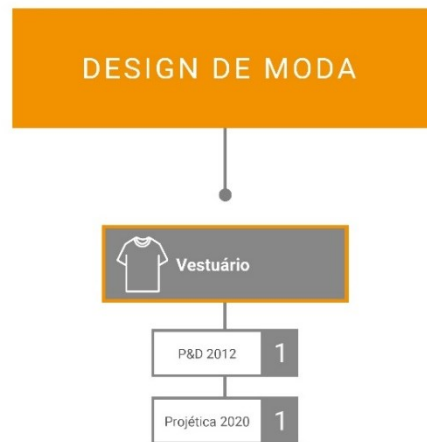 DESIGN DE MODA
Vestuário
P&D 2012 1
Projética 2020 1